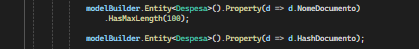 modelBuilder.Entity<Despesa>().Property(d => d.NomeDocumento)
.HasMaxLength(100);
modelBuilder.Entity<Despesa>().Property(d => d.HashDocumento);